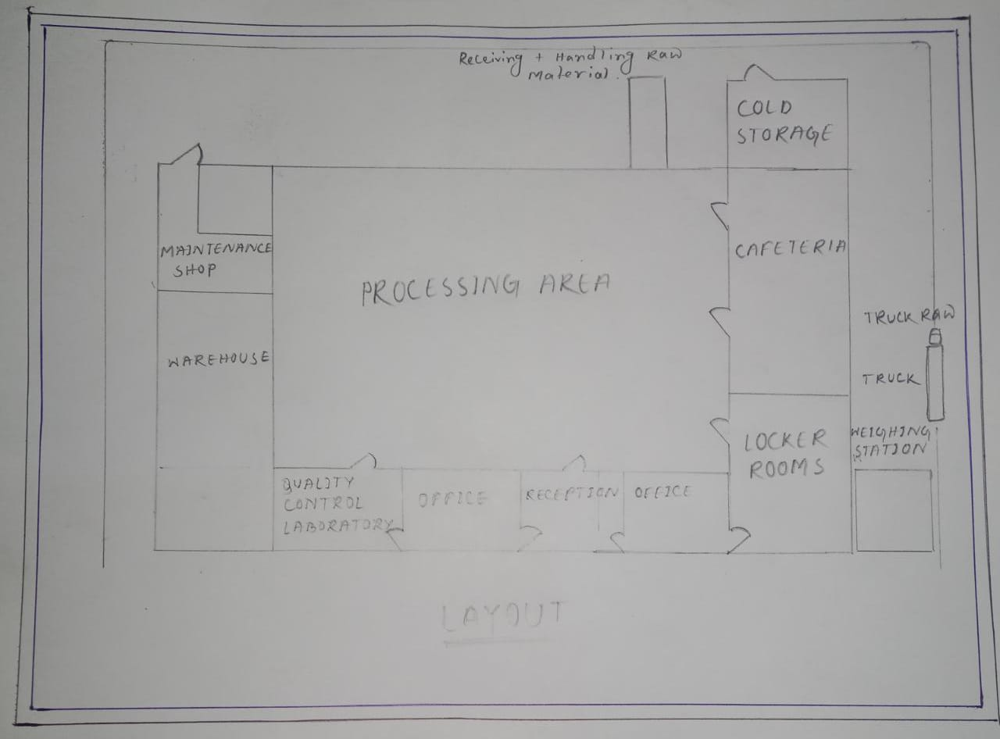 Receiving + Handling Raw
Material.
COLD
STORAGE
MAINTENANCE
SHOP
PROCESSING AREA
CAFETERIA
WAREHOUSE
TRUCK RAW
TRUCK
WEIGHING
STATION
LOCKER
ROOMS
QUALITY
CONTROL
LABORATORY
OFFICE
RECEPTION
OFFICE
LAYOUT